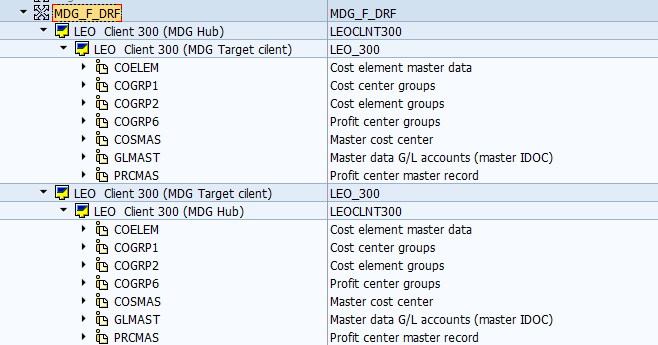 MDG_F_DRF MDG_F_DRF
LEO Client 300 (MDG Hub) LEOCLNT300
LEO Client 300 (MDG Target cilent) LEO_300
COELEM Cost element master data
COGRP1 Cost center groups
COGRP2 Cost element groups
COGRP6 Profit center groups
COSMAS Master cost center
GLMAST Master data G/L accounts (master IDOC)
PRCMAS Profit center master record
LEO Client 300 (MDG Target cilent) LEO_300
LEO Client 300 (MDG Hub) LEOCLNT300
COELEM Cost element master data
COGRP1 Cost center groups
COGRP2 Cost element groups
COGRP6 Profit center groups
COSMAS Master cost center
GLMAST Master data G/L accounts (master IDOC)
PRCMAS Profit center master record